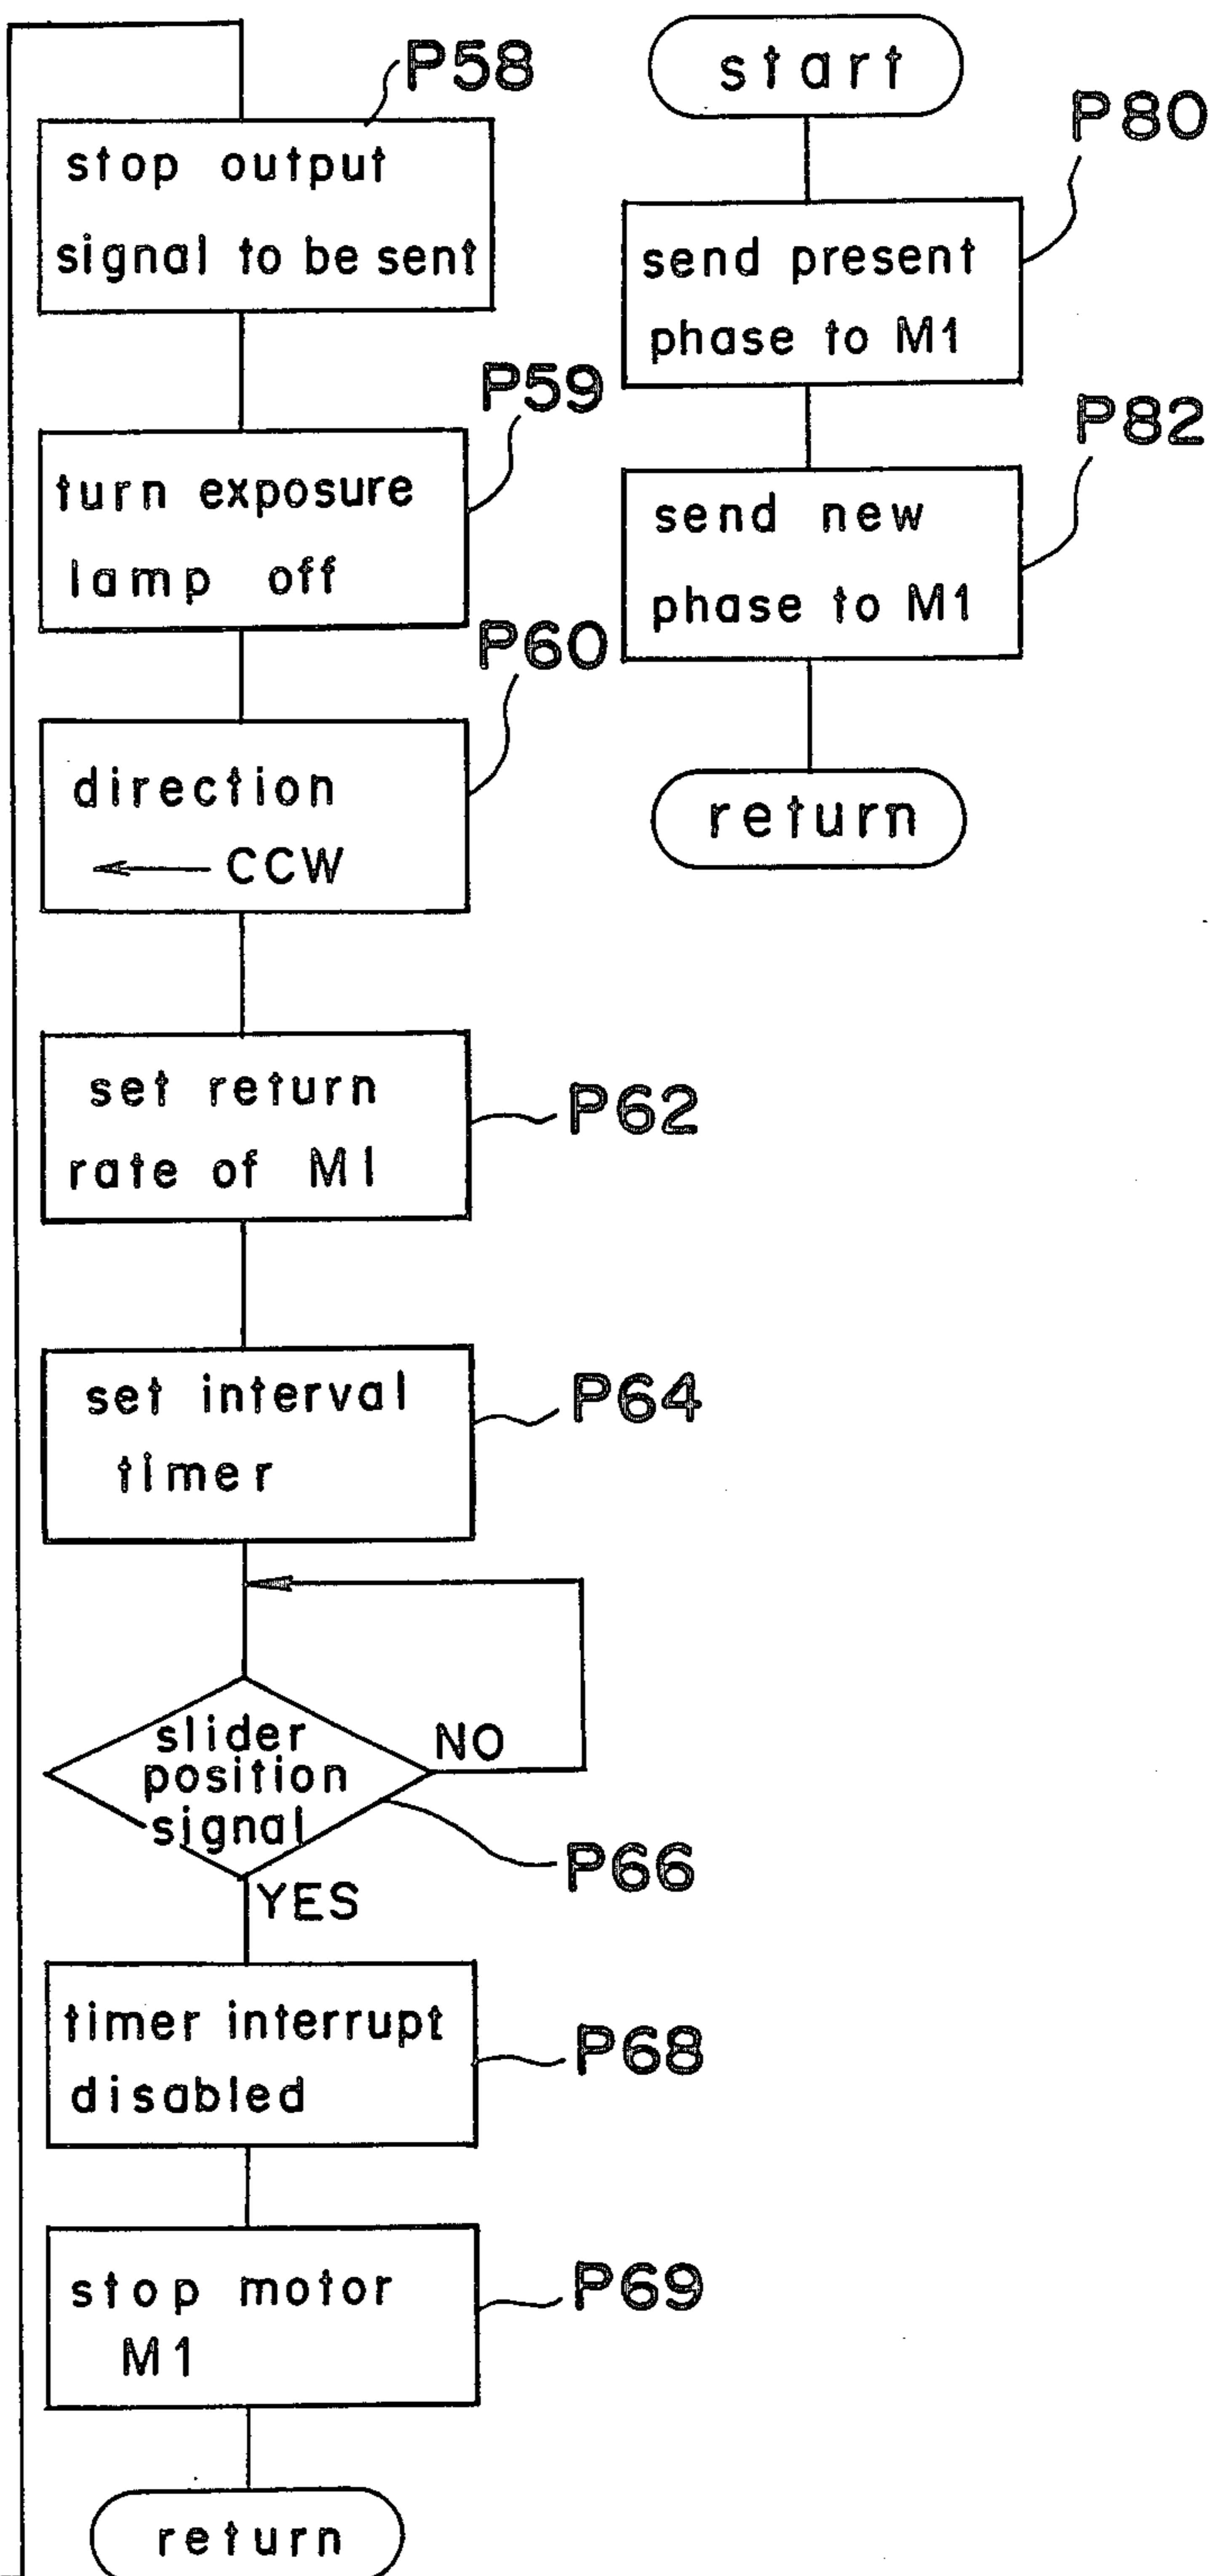 P58
stop output
signal to be sent
P59
turn exposure
lamp off
P60
direction
← CCW
P62
set return
rate of M1
P64
set interval
timer
slider
position
signal
NO
P66
YES
timer interrupt
disabled
P68
stop motor
M1
P69
return
start
P80
send present
phase to M1
P82
send new
phase to M1
return